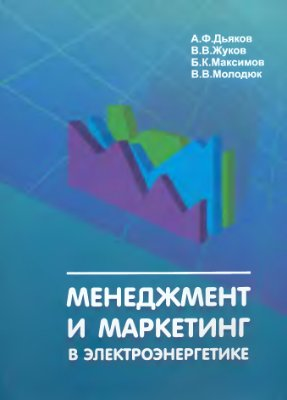 А.Ф.Дьяков
В.В.Жуков
Б.К.Максимов
В.В.Молодюк
МЕНЕДЖМЕНТ
И МАРКЕТИНГ
В ЭЛЕКТРОЭНЕРГЕТИКЕ